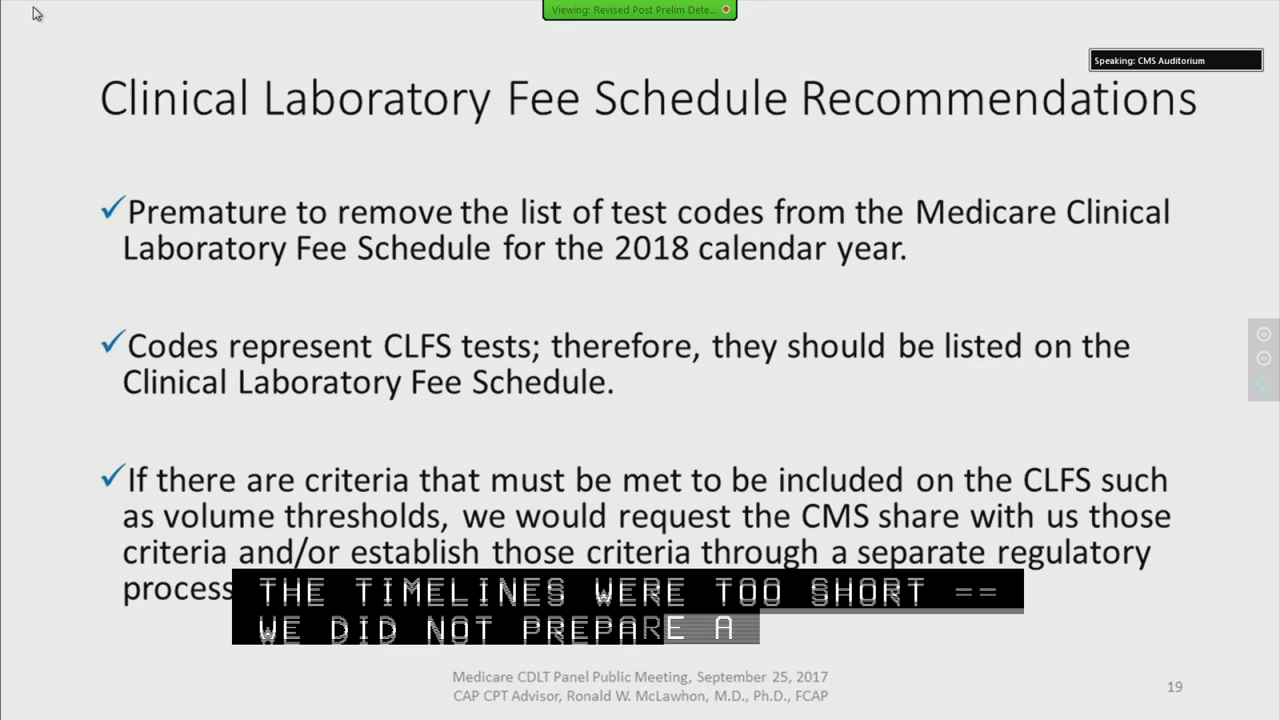 Viewing: Revised Post Prelim Dete...
Speaking: CMS Auditorium
Clinical Laboratory Fee Schedule Recommendations
✓Premature to remove the list of test codes from the Medicare Clinical
Laboratory Fee Schedule for the 2018 calendar year.
✓Codes represent CLFS tests; therefore, they should be listed on the
Clinical Laboratory Fee Schedule.
✓If there are criteria that must be met to be included on the CLFS such
as volume thresholds, we would request the CMS share with us those
criteria and/or establish those criteria through a separate regulatory
process
THE TIMELINES WERE TOO SHORT --
WE DID NOT PREPARE A
Medicare CDLT Panel Public Meeting, September 25, 2017
CAP CPT Advisor, Ronald W. McLawhon, M.D., Ph.D., FCAP
19